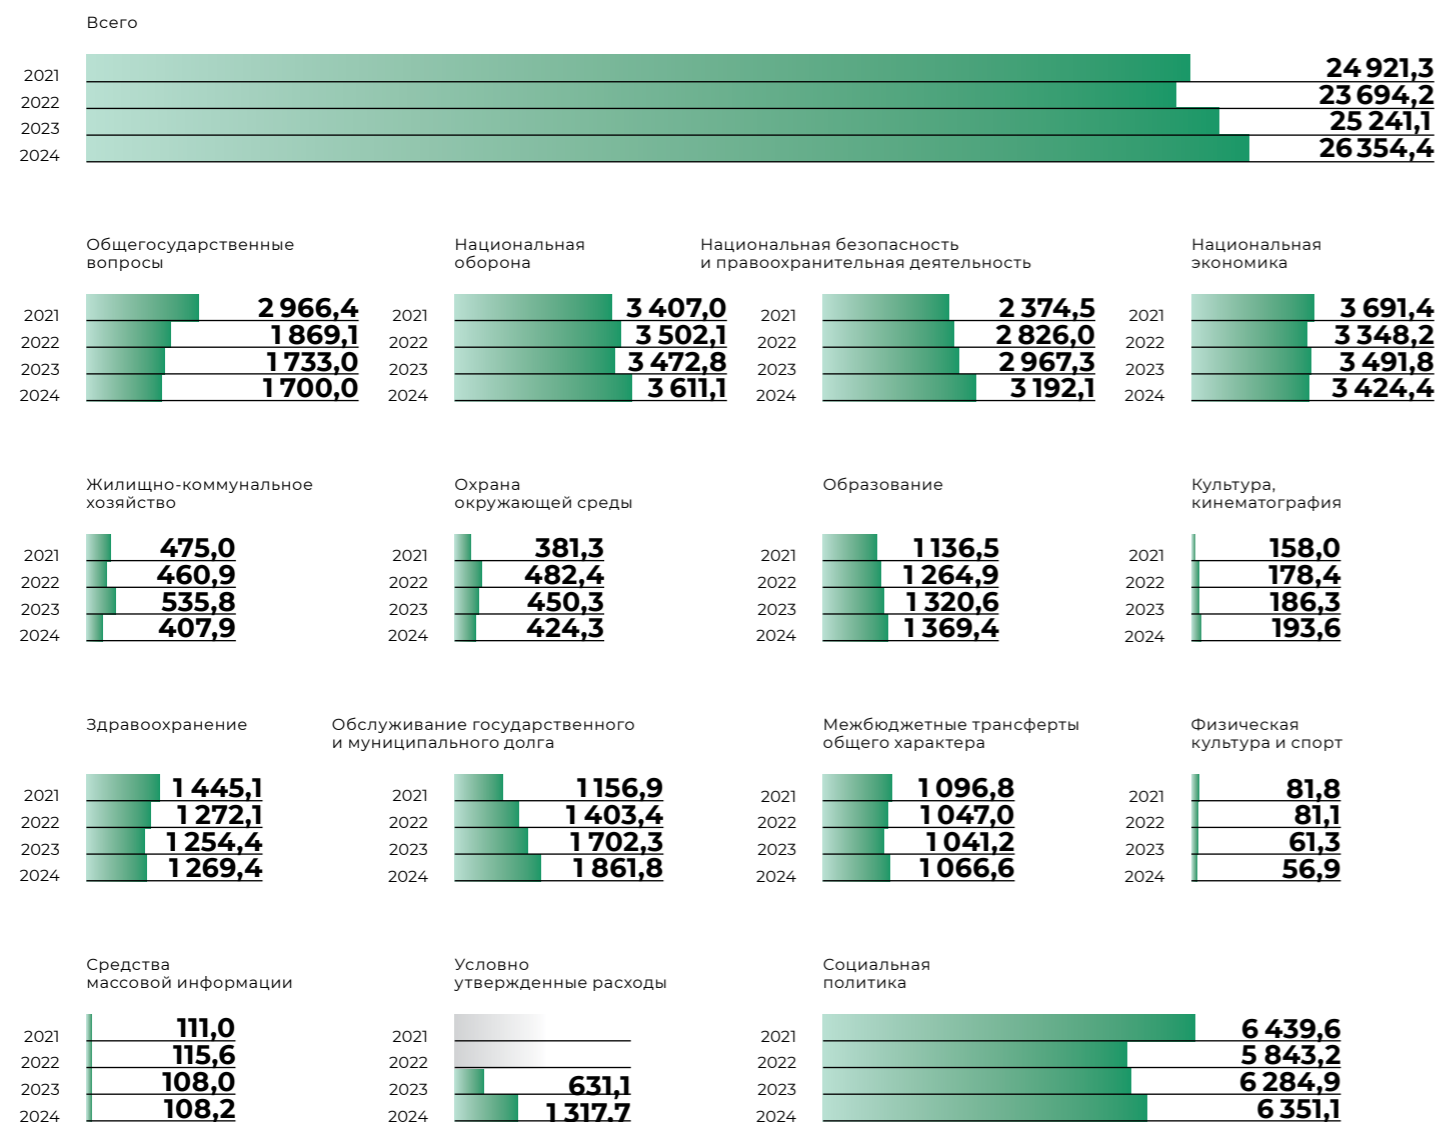 Всего
2021 24 921,3
2022 23 694,2
2023 25 241,1
2024 26 354,4
Общегосударственные
вопросы
2021 2 966,4
2022 1 869,1
2023 1 733,0
2024 1 700,0
Национальная
оборона
2021 3 407,0
2022 3 502,1
2023 3 472,8
2024 3 611,1
Национальная безопасность
и правоохранительная деятельность
2021 2 374,5
2022 2 826,0
2023 2 967,3
2024 3 192,1
Национальная
экономика
2021 3 691,4
2022 3 348,2
2023 3 491,8
2024 3 424,4
Жилищно-коммунальное
хозяйство
2021 475,0
2022 460,9
2023 535,8
2024 407,9
Охрана
окружающей среды
2021 381,3
2022 482,4
2023 450,3
2024 424,3
Образование
2021 1 136,5
2022 1 264,9
2023 1 320,6
2024 1 369,4
Культура,
кинематография
2021 158,0
2022 178,4
2023 186,3
2024 193,6
Здравоохранение
2021 1 445,1
2022 1 272,1
2023 1 254,4
2024 1 269,4
Обслуживание государственного
и муниципального долга
2021 1 156,9
2022 1 403,4
2023 1 702,3
2024 1 861,8
Межбюджетные трансферты
общего характера
2021 1 096,8
2022 1 047,0
2023 1 041,2
2024 1 066,6
Физическая
культура и спорт
2021 81,8
2022 81,1
2023 61,3
2024 56,9
Средства
массовой информации
2021 111,0
2022 115,6
2023 108,0
2024 108,2
Условно
утвержденные расходы
2021
2022
2023 631,1
2024 1 317,7
Социальная
политика
2021 6 439,6
2022 5 843,2
2023 6 284,9
2024 6 351,1